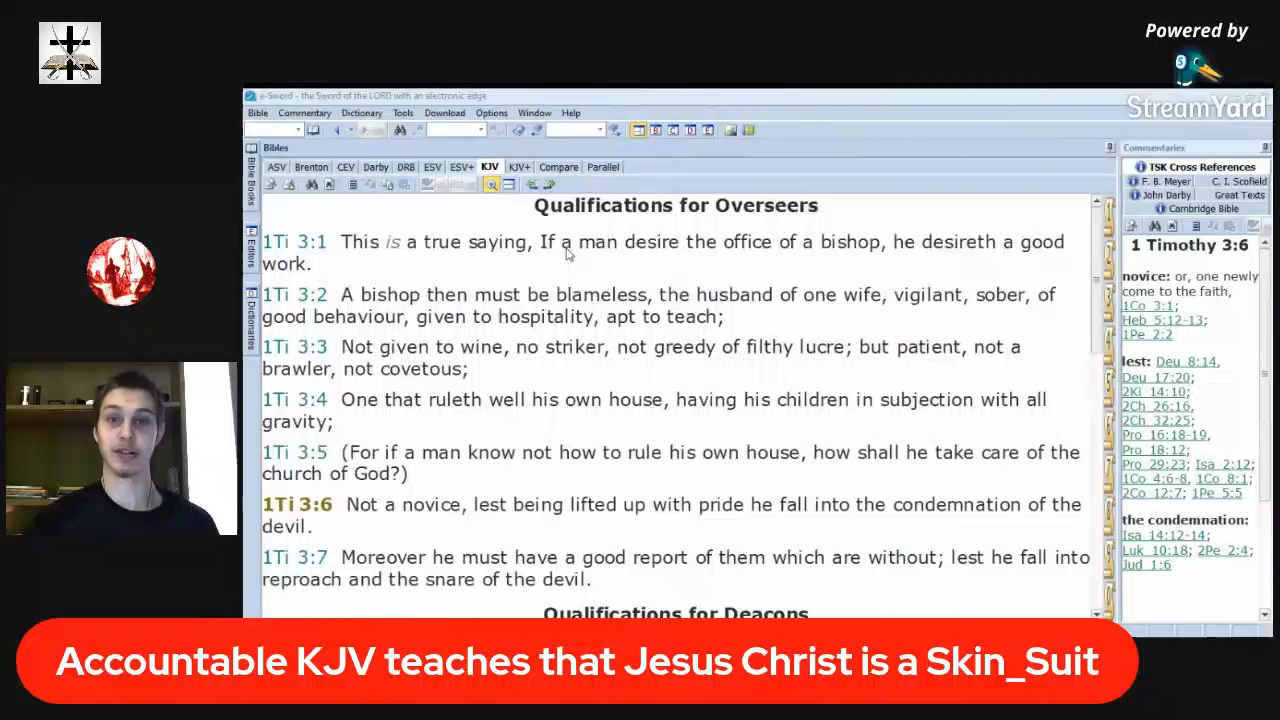 Powered by
S
StreamYard
e-Sword - the Sword of the LORD with an electronic edge
Bible Commentary Dictionary Tools Download Options Window Help
B C D E
Bibles
ASV Brenton CEV Darby DRB ESV ESV+ KJV KJV+ Compare Parallel
Bible Books
Editors
Dictionaries
Qualifications for Overseers
1Ti 3:1 This is a true saying, If a man desire the office of a bishop, he desireth a good
work.
1Ti 3:2 A bishop then must be blameless, the husband of one wife, vigilant, sober, of
good behaviour, given to hospitality, apt to teach;
1Ti 3:3 Not given to wine, no striker, not greedy of filthy lucre; but patient, not a
brawler, not covetous;
1Ti 3:4 One that ruleth well his own house, having his children in subjection with all
gravity;
1Ti 3:5 (For if a man know not how to rule his own house, how shall he take care of the
church of God?)
1Ti 3:6 Not a novice, lest being lifted up with pride he fall into the condemnation of the
devil.
1Ti 3:7 Moreover he must have a good report of them which are without; lest he fall into
reproach and the snare of the devil.
Qualifications for Deacons
Commentaries
TSK Cross References
F. B. Meyer C. I. Scofield
John Darby Great Texts
Cambridge Bible
1 Timothy 3:6
novice: or, one newly
come to the faith,
1Co 3:1;
Heb 5:12-13;
1Pe 2:2
lest: Deu 8:14,
Deu 17:20;
2Ki 14:10;
2Ch 26:16,
2Ch 32:25;
Pro 16:18-19,
Pro 18:12,
Pro 29:23; Isa 2:12;
1Co 4:6-8, 1Co 8:1;
2Co 12:7; 1Pe 5:5
the condemnation:
Isa 14:12-14;
Luk 10:18; 2Pe 2:4;
Jud 1:6
Accountable KJV teaches that Jesus Christ is a Skin_Suit